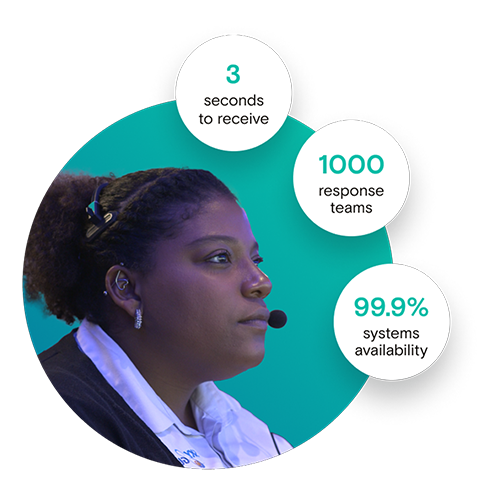 3
seconds
to receive
1000
response
teams
99.9%
systems
availability